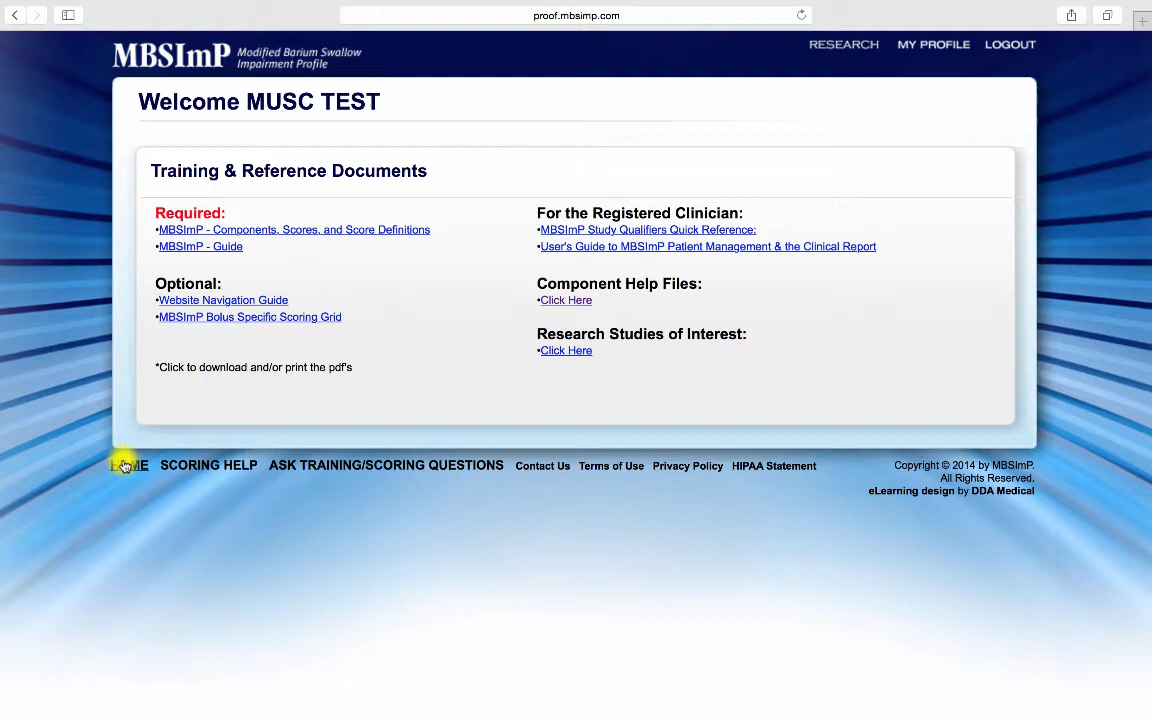 proof.mbsimp.com
MBSImP Modified Barium Swallow
Impairment Profile
RESEARCH MY PROFILE LOGOUT
Welcome MUSC TEST
Training & Reference Documents
Required:
•MBSImP - Components, Scores, and Score Definitions
•MBSImP - Guide
Optional:
•Website Navigation Guide
•MBSImP Bolus Specific Scoring Grid
*Click to download and/or print the pdf's
For the Registered Clinician:
•MBSImP Study Qualifiers Quick Reference:
•User's Guide to MBSImP Patient Management & the Clinical Report
Component Help Files:
•Click Here
Research Studies of Interest:
•Click Here
HOME SCORING HELP ASK TRAINING/SCORING QUESTIONS Contact Us Terms of Use Privacy Policy HIPAA Statement
Copyright © 2014 by MBSImP.
All Rights Reserved.
eLearning design by DDA Medical